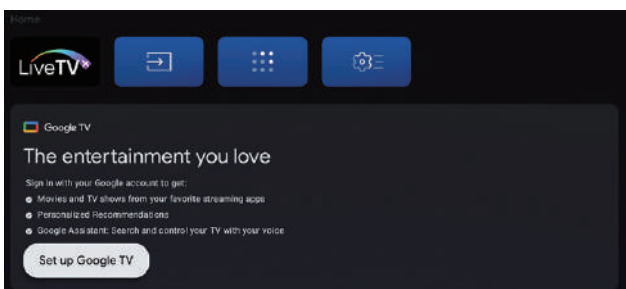 Home
LiveTV
Google TV
The entertainment you love
Sign in with your Google account to get:
Movies and TV shows from your favorite streaming apps
Personalized Recommendations
Google Assistant: Search and control your TV with your voice
Set up Google TV